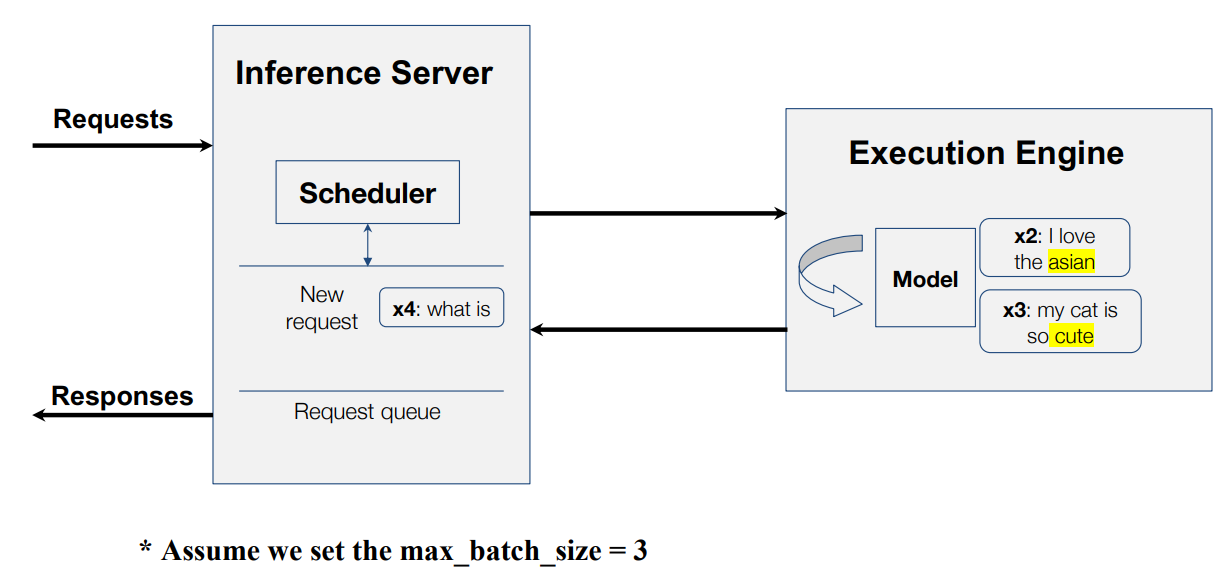 Inference Server
Requests
Scheduler
New
request
x4: what is
Responses
Request queue
Execution Engine
Model
x2: I love
the asian
x3: my cat is
so cute
* Assume we set the max_batch_size = 3